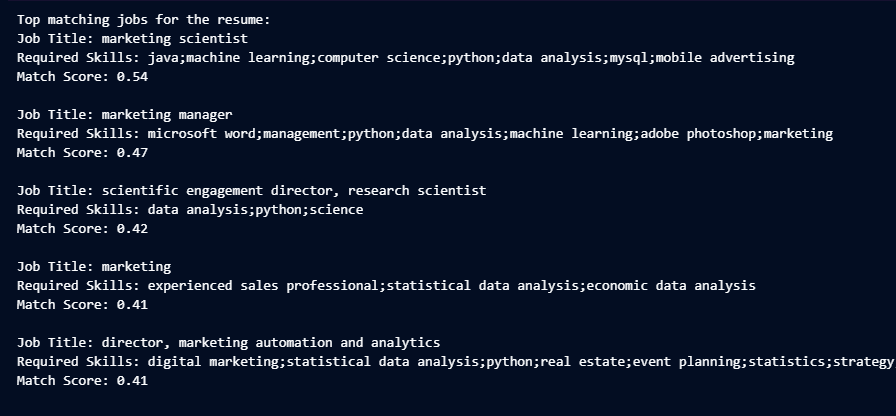 Top matching jobs for the resume:
Job Title: marketing scientist
Required Skills: java;machine learning;computer science;python;data analysis;mysql;mobile advertising
Match Score: 0.54
Job Title: marketing manager
Required Skills: microsoft word;management;python;data analysis;machine learning;adobe photoshop;marketing
Match Score: 0.47
Job Title: scientific engagement director, research scientist
Required Skills: data analysis;python;science
Match Score: 0.42
Job Title: marketing
Required Skills: experienced sales professional;statistical data analysis;economic data analysis
Match Score: 0.41
Job Title: director, marketing automation and analytics
Required Skills: digital marketing;statistical data analysis;python;real estate;event planning;statistics;strategy
Match Score: 0.41